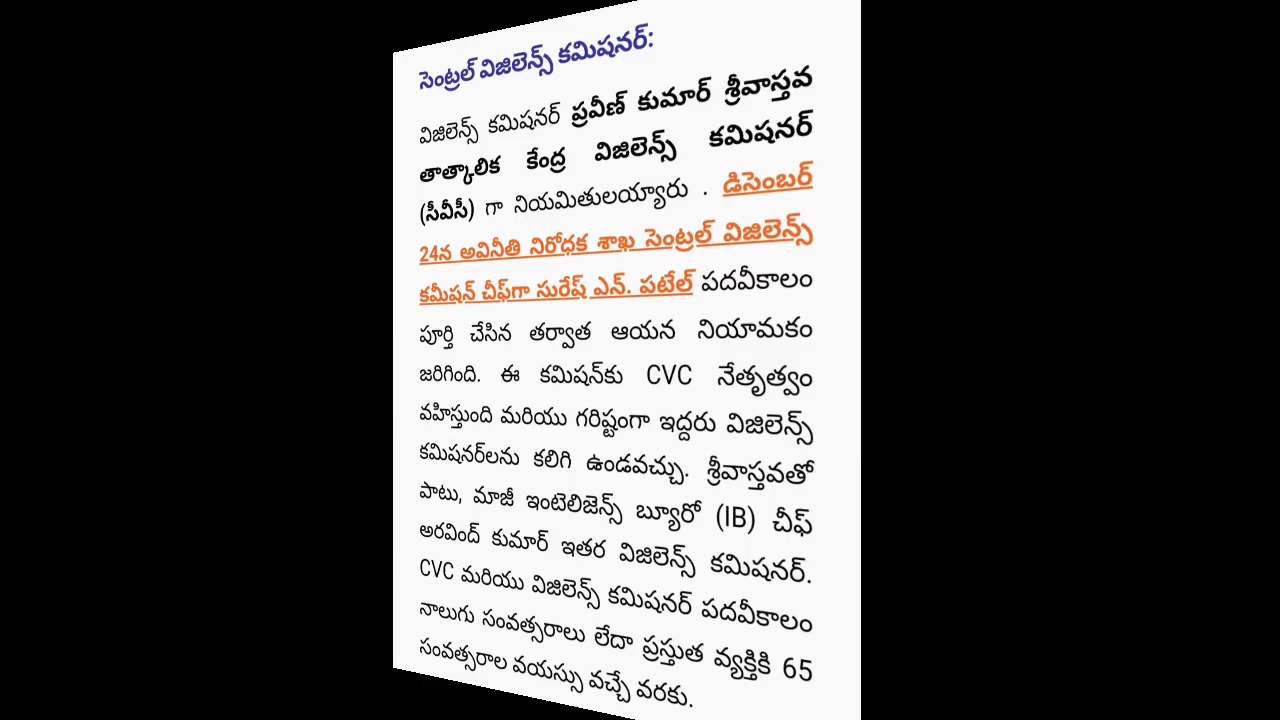 సెంట్రల్ విజిలెన్స్ కమిషనర్:
విజిలెన్స్ కమిషనర్ ప్రవీణ్ కుమార్ శ్రీవాస్తవ
తాత్కాలిక కేంద్ర విజిలెన్స్ కమిషనర్
(సీవీసీ) గా నియమితులయ్యారు . డిసెంబర్
24న అవినీతి నిరోధక శాఖ సెంట్రల్ విజిలెన్స్
కమీషన్ చీఫ్‌గా సురేష్ ఎన్. పటేల్ పదవీకాలం
పూర్తి చేసిన తర్వాత ఆయన నియామకం
జరిగింది. ఈ కమిషన్‌కు CVC నేతృత్వం
వహిస్తుంది మరియు గరిష్టంగా ఇద్దరు విజిలెన్స్
కమిషనర్‌లను కలిగి ఉండవచ్చు. శ్రీవాస్తవతో
పాటు, మాజీ ఇంటెలిజెన్స్ బ్యూరో (IB) చీఫ్
అరవింద్ కుమార్ ఇతర విజిలెన్స్ కమిషనర్.
CVC మరియు విజిలెన్స్ కమిషనర్ పదవీకాలం
నాలుగు సంవత్సరాలు లేదా ప్రస్తుత వ్యక్తికి 65
సంవత్సరాల వయస్సు వచ్చే వరకు.